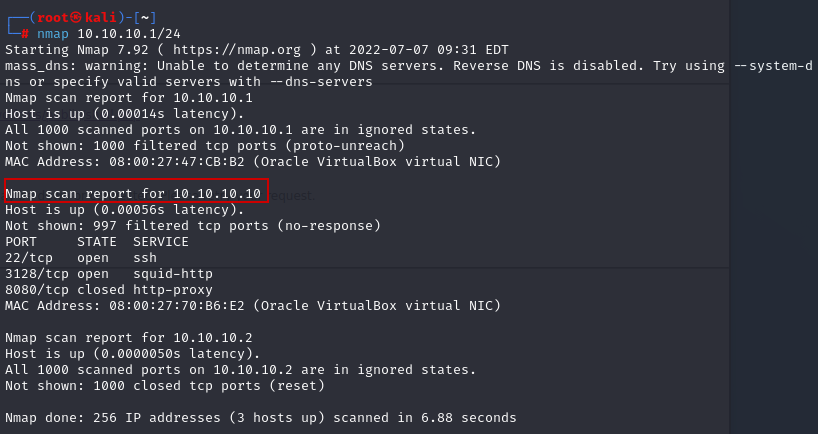 ┌──(root㉿kali)-[~]
└─# nmap 10.10.10.1/24
Starting Nmap 7.92 ( https://nmap.org ) at 2022-07-07 09:31 EDT
mass_dns: warning: Unable to determine any DNS servers. Reverse DNS is disabled. Try using --system-d
ns or specify valid servers with --dns-servers
Nmap scan report for 10.10.10.1
Host is up (0.00014s latency).
All 1000 scanned ports on 10.10.10.1 are in ignored states.
Not shown: 1000 filtered tcp ports (proto-unreach)
MAC Address: 08:00:27:47:CB:B2 (Oracle VirtualBox virtual NIC)
Nmap scan report for 10.10.10.10 equest.
Host is up (0.00056s latency).
Not shown: 997 filtered tcp ports (no-response)
PORT     STATE  SERVICE
22/tcp   open   ssh
3128/tcp open   squid-http
8080/tcp closed http-proxy
MAC Address: 08:00:27:70:B6:E2 (Oracle VirtualBox virtual NIC)
Nmap scan report for 10.10.10.2
Host is up (0.0000050s latency).
All 1000 scanned ports on 10.10.10.2 are in ignored states.
Not shown: 1000 closed tcp ports (reset)
Nmap done: 256 IP addresses (3 hosts up) scanned in 6.88 seconds